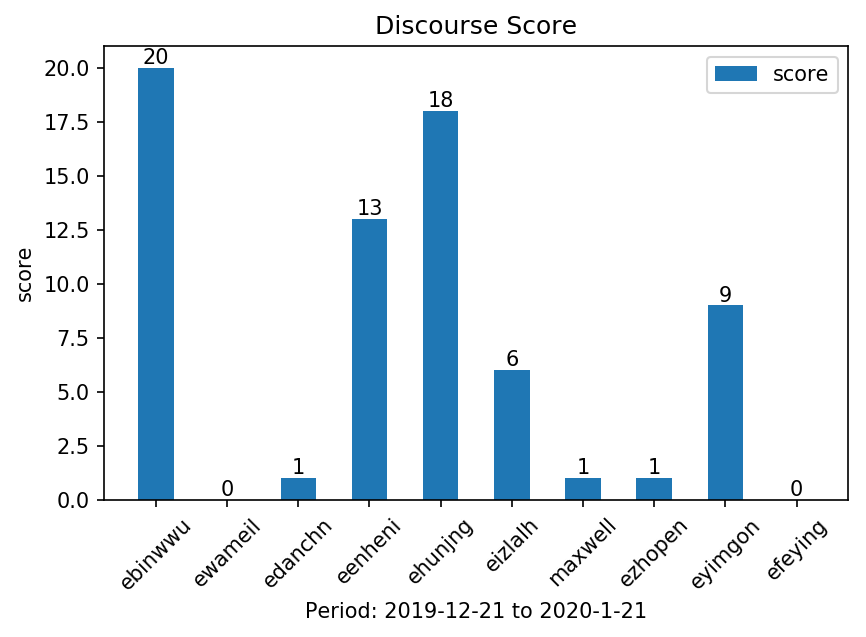 Discourse Score
score
20
0
1
13
18
6
1
1
9
0
20.0
17.5
15.0
12.5
10.0
7.5
5.0
2.5
0.0
score
ebinwwu
ewameil
edanchn
eenheni
ehunjng
eizlalh
maxwell
ezhopen
eyimgon
efeying
Period: 2019-12-21 to 2020-1-21